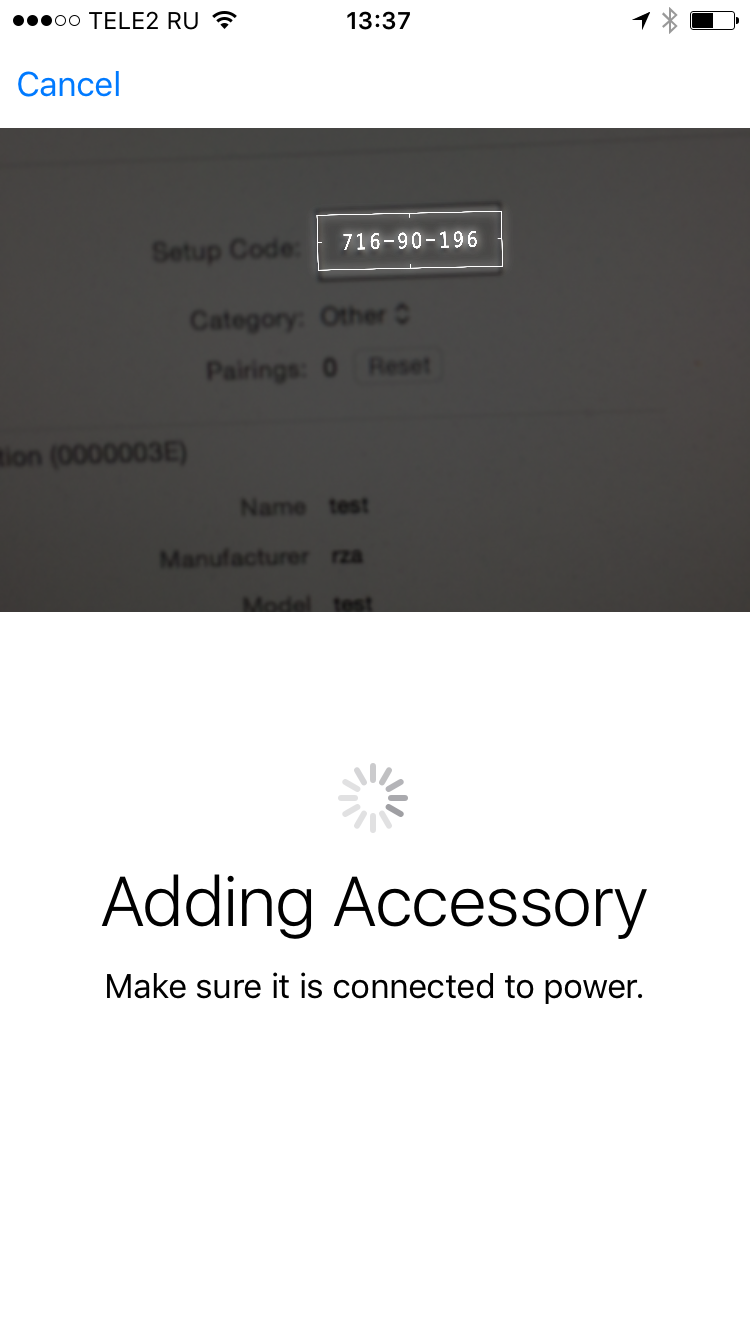 TELE2 RU 13:37
Cancel
Setup Code: 716-90-196
Category: Other
Pairings: 0 Reset
tion (0000003E)
Name test
Manufacturer rza
Model test
Adding Accessory
Make sure it is connected to power.